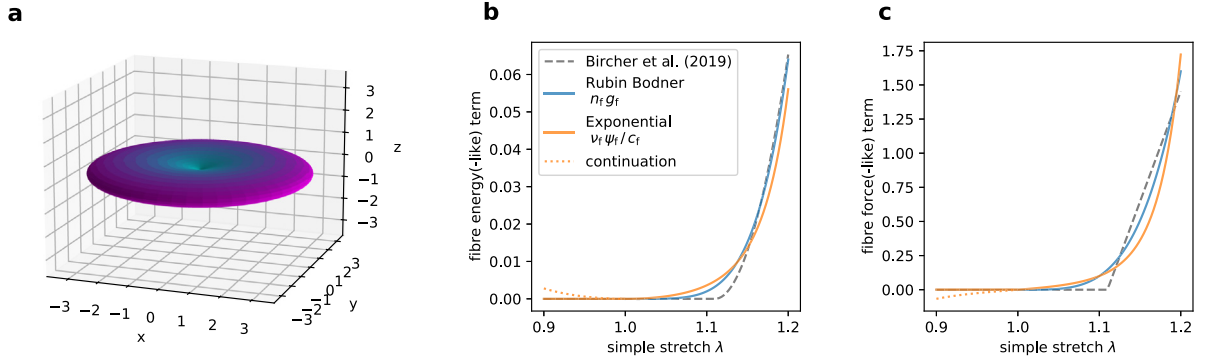 a
3
2
1
0
−1
−2
−3
z
−3
−2
−1
0
1
2
3
x
−3
−2
−1
0
1
2
3
y
b
fibre energy(-like) term
0.06
0.05
0.04
0.03
0.02
0.01
0.00
Bircher et al. (2019)
Rubin Bodner
n_f g_f
Exponential
ν_f ψ_f / c_f
continuation
0.9 1.0 1.1 1.2
simple stretch λ
c
fibre force(-like) term
1.75
1.50
1.25
1.00
0.75
0.50
0.25
0.00
0.9 1.0 1.1 1.2
simple stretch λ